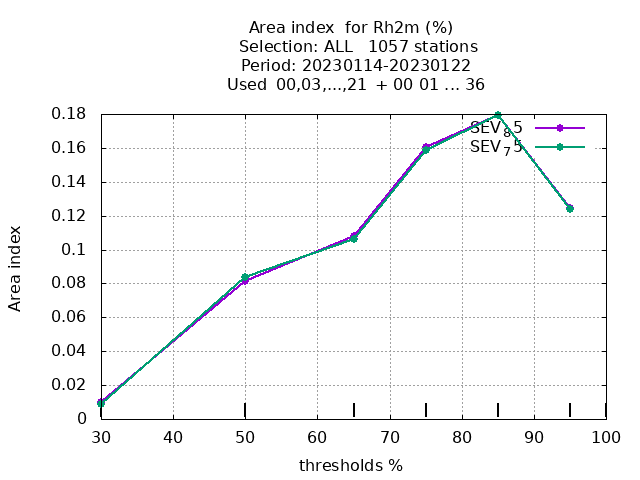 Area index  for Rh2m (%)
Selection: ALL   1057 stations
Period: 20230114-20230122
Used  00,03,...,21  + 00 01 ... 36
SEV₈5
SEV₇5
0.18
0.16
0.14
0.12
0.1
0.08
0.06
0.04
0.02
0
Area index
30 40 50 60 70 80 90 100
thresholds %